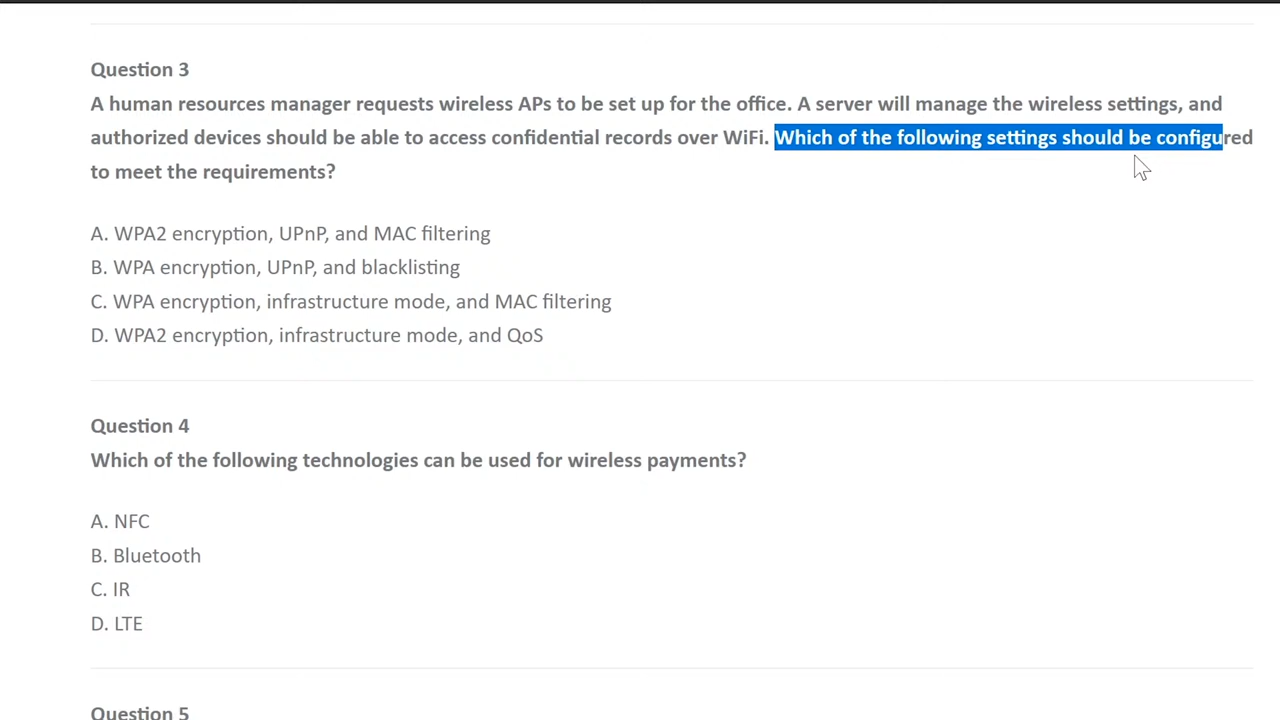 Question 3
A human resources manager requests wireless APs to be set up for the office. A server will manage the wireless settings, and
authorized devices should be able to access confidential records over WiFi. Which of the following settings should be configured
to meet the requirements?
A. WPA2 encryption, UPnP, and MAC filtering
B. WPA encryption, UPnP, and blacklisting
C. WPA encryption, infrastructure mode, and MAC filtering
D. WPA2 encryption, infrastructure mode, and QoS
Question 4
Which of the following technologies can be used for wireless payments?
A. NFC
B. Bluetooth
C. IR
D. LTE
Question 5